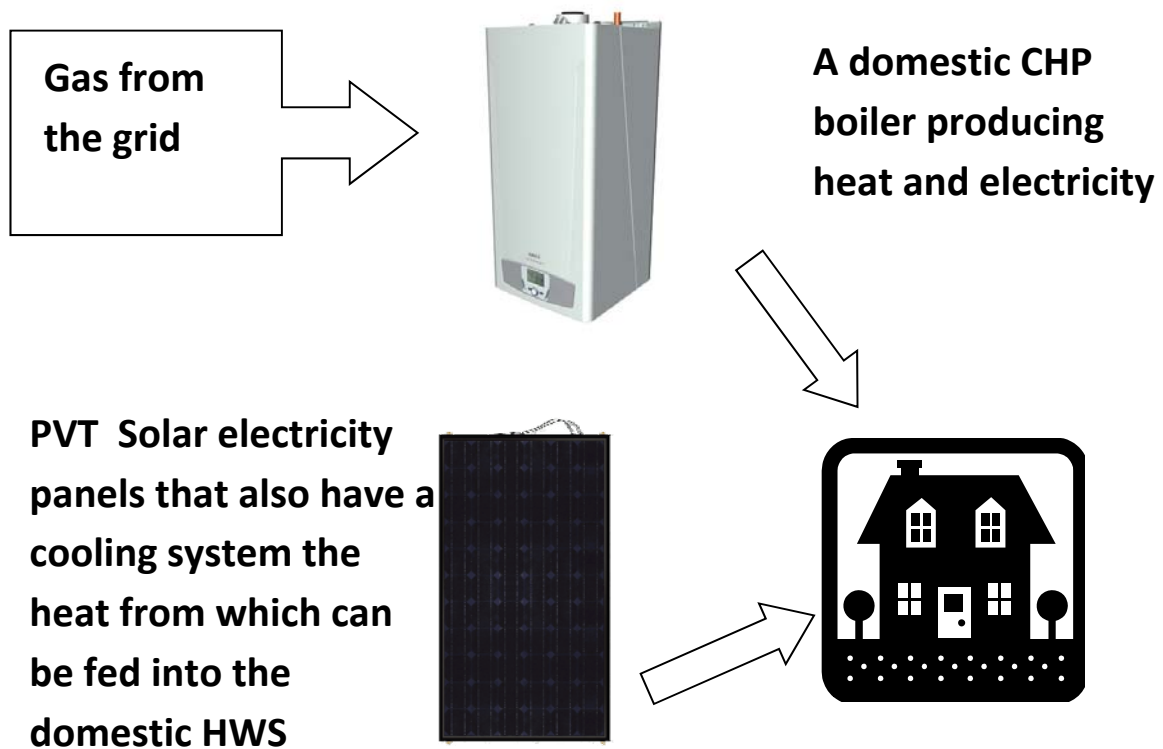 Gas from
the grid
A domestic CHP
boiler producing
heat and electricity
PVT  Solar electricity
panels that also have a
cooling system the
heat from which can
be fed into the
domestic HWS